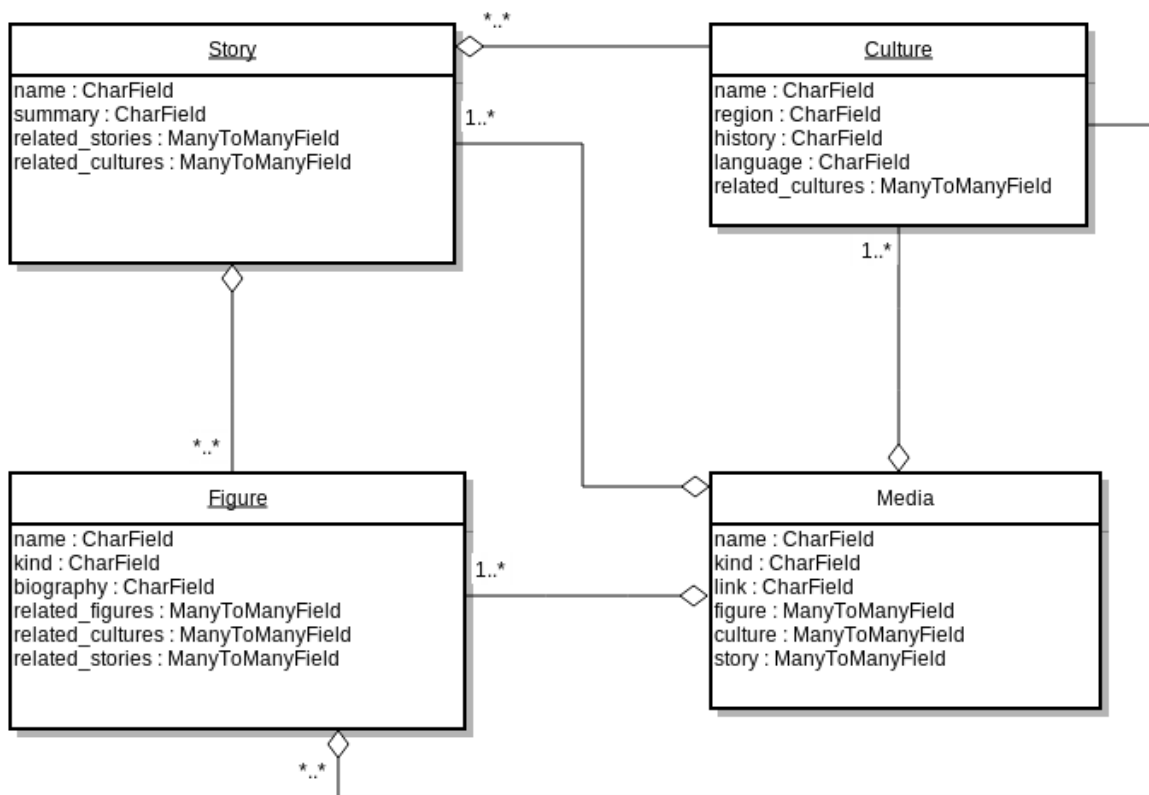 Story
name : CharField
summary : CharField
related_stories : ManyToManyField
related_cultures : ManyToManyField
*..*
1..*
Culture
name : CharField
region : CharField
history : CharField
language : CharField
related_cultures : ManyToManyField
1..*
*..*
Figure
name : CharField
kind : CharField
biography : CharField
related_figures : ManyToManyField
related_cultures : ManyToManyField
related_stories : ManyToManyField
1..*
Media
name : CharField
kind : CharField
link : CharField
figure : ManyToManyField
culture : ManyToManyField
story : ManyToManyField
*..*